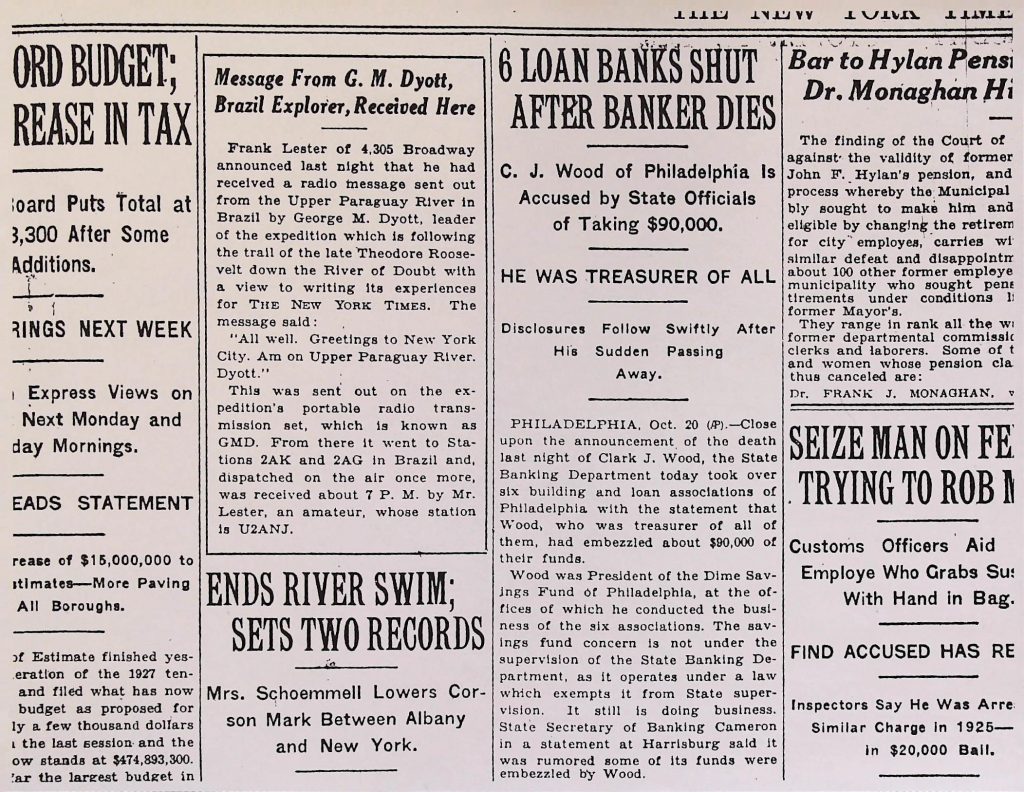 THE NEW YORK TIME
ORD BUDGET;
REASE IN TAX
oard Puts Total at
3,300 After Some
Additions.
RINGS NEXT WEEK
Express Views on
Next Monday and
day Mornings.
EADS STATEMENT
rease of $15,000,000 to
stimates—More Paving
All Boroughs.
of Estimate finished yes-
eration of the 1927 ten-
and filed what has now
budget as proposed for
ly a few thousand dollars
the last session and the
ow stands at $474,893,300.
far the largest budget in
Message From G. M. Dyott,
Brazil Explorer, Received Here
Frank Lester of 4,305 Broadway
announced last night that he had
received a radio message sent out
from the Upper Paraguay River in
Brazil by George M. Dyott, leader
of the expedition which is following
the trail of the late Theodore Roose-
velt down the River of Doubt with
a view to writing its experiences
for THE NEW YORK TIMES. The
message said:
"All well. Greetings to New York
City. Am on Upper Paraguay River.
Dyott."
This was sent out on the ex-
pedition's portable radio trans-
mission set, which is known as
GMD. From there it went to Sta-
tions 2AK and 2AG in Brazil and,
dispatched on the air once more,
was received about 7 P. M. by Mr.
Lester, an amateur, whose station
is U2ANJ.
ENDS RIVER SWIM;
SETS TWO RECORDS
Mrs. Schoemmell Lowers Cor-
son Mark Between Albany
and New York.
6 LOAN BANKS SHUT
AFTER BANKER DIES
C. J. Wood of Philadelphia Is
Accused by State Officials
of Taking $90,000.
HE WAS TREASURER OF ALL
Disclosures Follow Swiftly After
His Sudden Passing
Away.
PHILADELPHIA, Oct. 20 (AP).—Close
upon the announcement of the death
last night of Clark J. Wood, the State
Banking Department today took over
six building and loan associations of
Philadelphia with the statement that
Wood, who was treasurer of all of
them, had embezzled about $90,000 of
their funds.
Wood was President of the Dime Sav-
ings Fund of Philadelphia, at the of-
fices of which he conducted the busi-
ness of the six associations. The sav-
ings fund concern is not under the
supervision of the State Banking De-
partment, as it operates under a law
which exempts it from State super-
vision. It still is doing business.
State Secretary of Banking Cameron
in a statement at Harrisburg said it
was rumored some of its funds were
embezzled by Wood.
Bar to Hylan Pensi
Dr. Monaghan Hi
The finding of the Court of
against the validity of former
John F. Hylan's pension, and
process whereby the Municipal
bly sought to make him and
eligible by changing the retirem
for city employes, carries wi
similar defeat and disappointm
about 100 other former employe
municipality who sought pens
tirements under conditions li
former Mayor's.
They range in rank all the wa
former departmental commissio
clerks and laborers. Some of t
and women whose pension cla
thus canceled are:
Dr. FRANK J. MONAGHAN,
SEIZE MAN ON FE
TRYING TO ROB M
Customs Officers Aid
Employe Who Grabs Sus
With Hand in Bag.
FIND ACCUSED HAS RE
Inspectors Say He Was Arre
Similar Charge in 1925—
in $20,000 Bail.